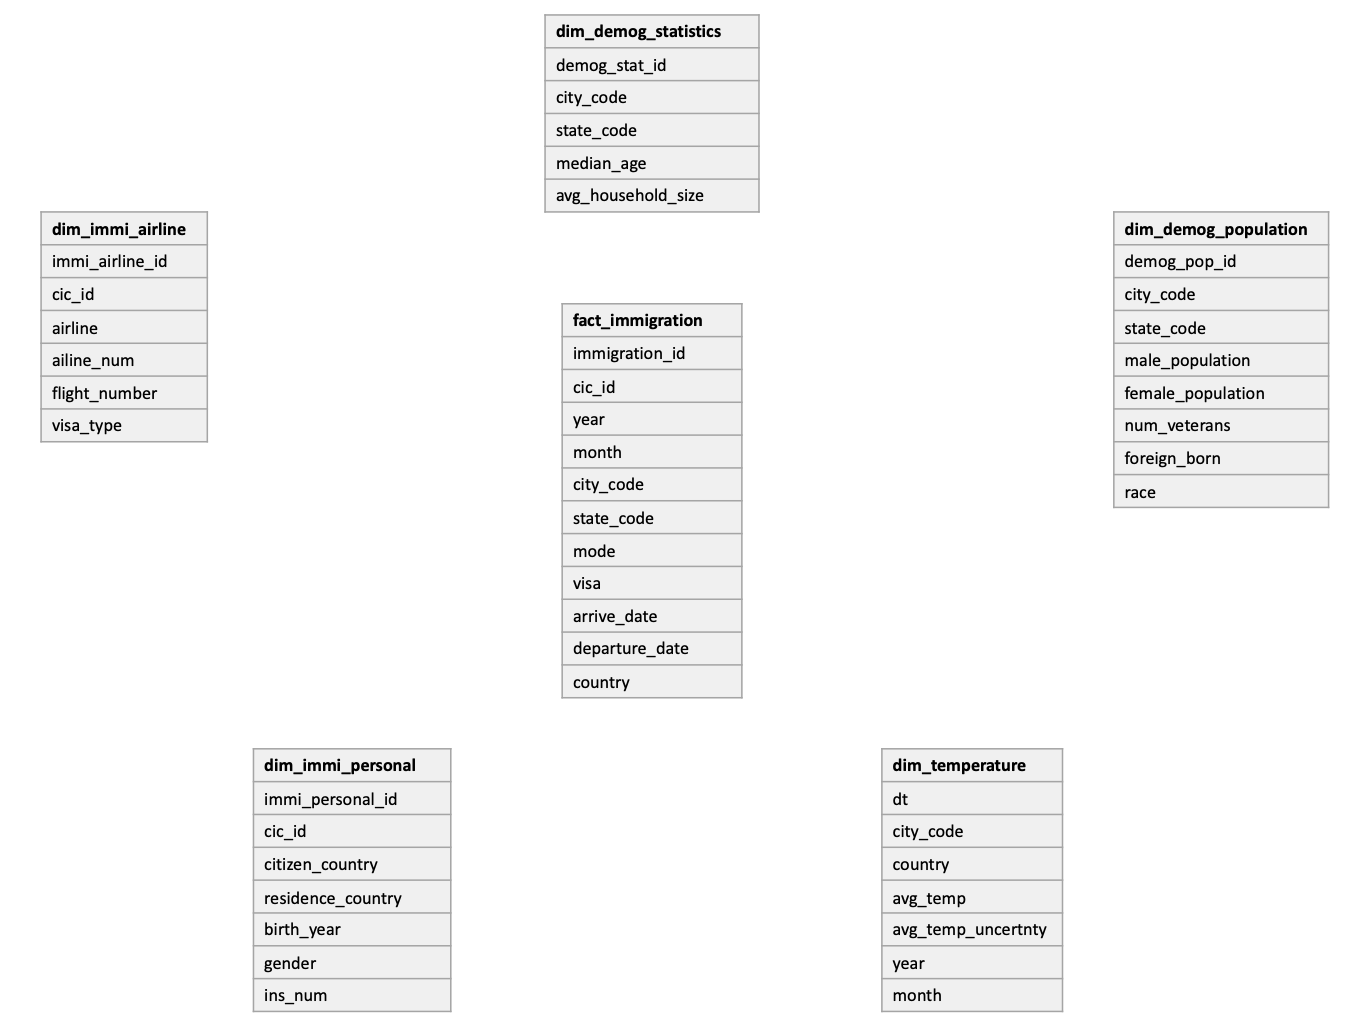 dim_demog_statistics
demog_stat_id
city_code
state_code
median_age
avg_household_size
dim_immi_airline
immi_airline_id
cic_id
airline
ailine_num
flight_number
visa_type
fact_immigration
immigration_id
cic_id
year
month
city_code
state_code
mode
visa
arrive_date
departure_date
country
dim_demog_population
demog_pop_id
city_code
state_code
male_population
female_population
num_veterans
foreign_born
race
dim_immi_personal
immi_personal_id
cic_id
citizen_country
residence_country
birth_year
gender
ins_num
dim_temperature
dt
city_code
country
avg_temp
avg_temp_uncertnty
year
month